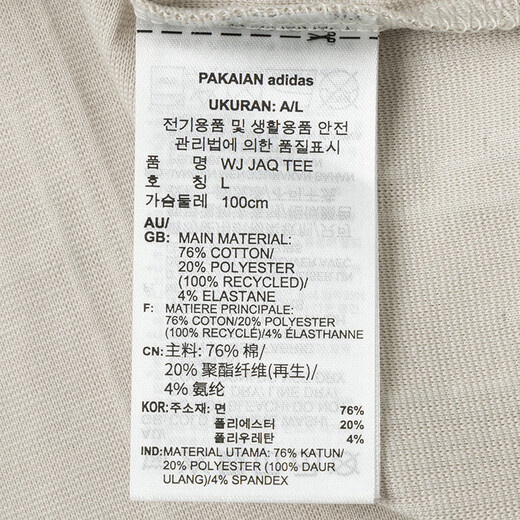 PAKAIAN adidas
UKURAN: A/L
전기용품 및 생활용품 안전
관리법에 의한 품질표시
품 명 WJ JAQ TEE
호 칭 L
가슴둘레 100cm
AU/
GB: MAIN MATERIAL:
76% COTTON/
20% POLYESTER
(100% RECYCLED)/
4% ELASTANE
F: MATIERE PRINCIPALE:
76% COTON/20% POLYESTER
(100% RECYCLÉ)/4% ÉLASTHANNE
CN: 主料: 76% 棉/
20% 聚酯纤维(再生)/
4% 氨纶
KOR: 주소재: 면 76%
폴리에스터 20%
폴리우레탄 4%
IND: MATERIAL UTAMA: 76% KATUN/
20% POLYESTER (100% DAUR
ULANG)/4% SPANDEX